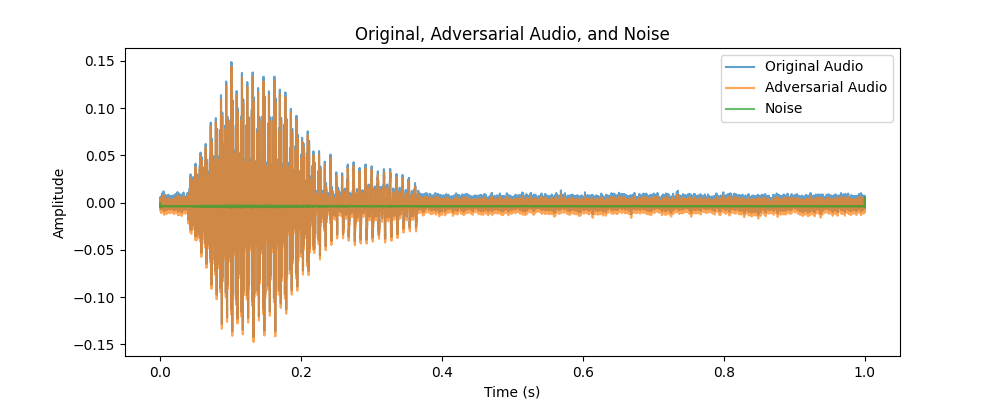 Original, Adversarial Audio, and Noise
Original Audio
Adversarial Audio
Noise
0.15
0.10
0.05
0.00
−0.05
−0.10
−0.15
Amplitude
0.0 0.2 0.4 0.6 0.8 1.0
Time (s)